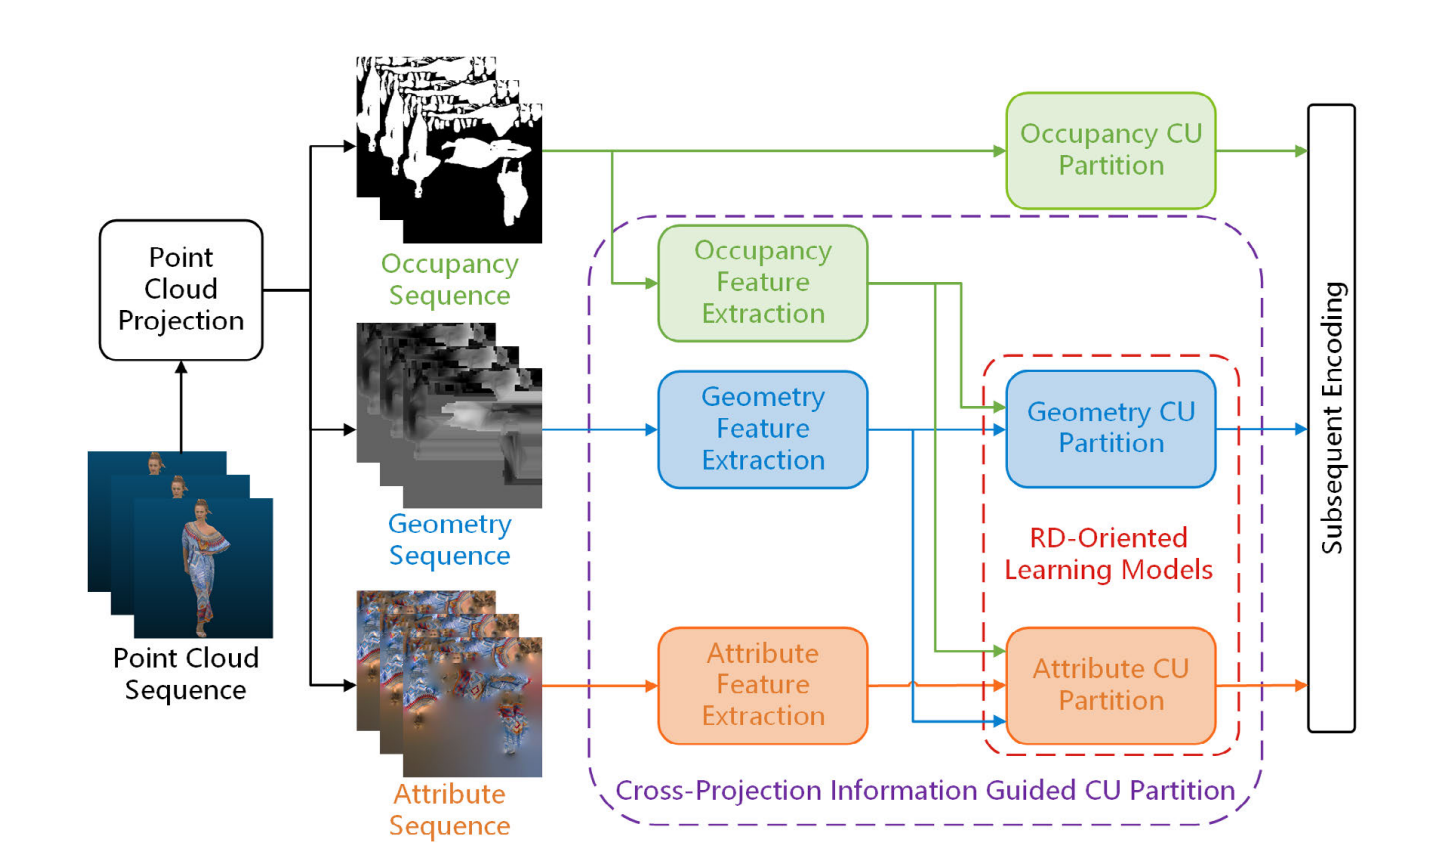 Point
Cloud
Projection
Point Cloud
Sequence
Occupancy
Sequence
Geometry
Sequence
Attribute
Sequence
Occupancy
Feature
Extraction
Geometry
Feature
Extraction
Attribute
Feature
Extraction
Occupancy CU
Partition
Geometry CU
Partition
RD-Oriented
Learning Models
Attribute CU
Partition
Cross-Projection Information Guided CU Partition
Subsequent Encoding